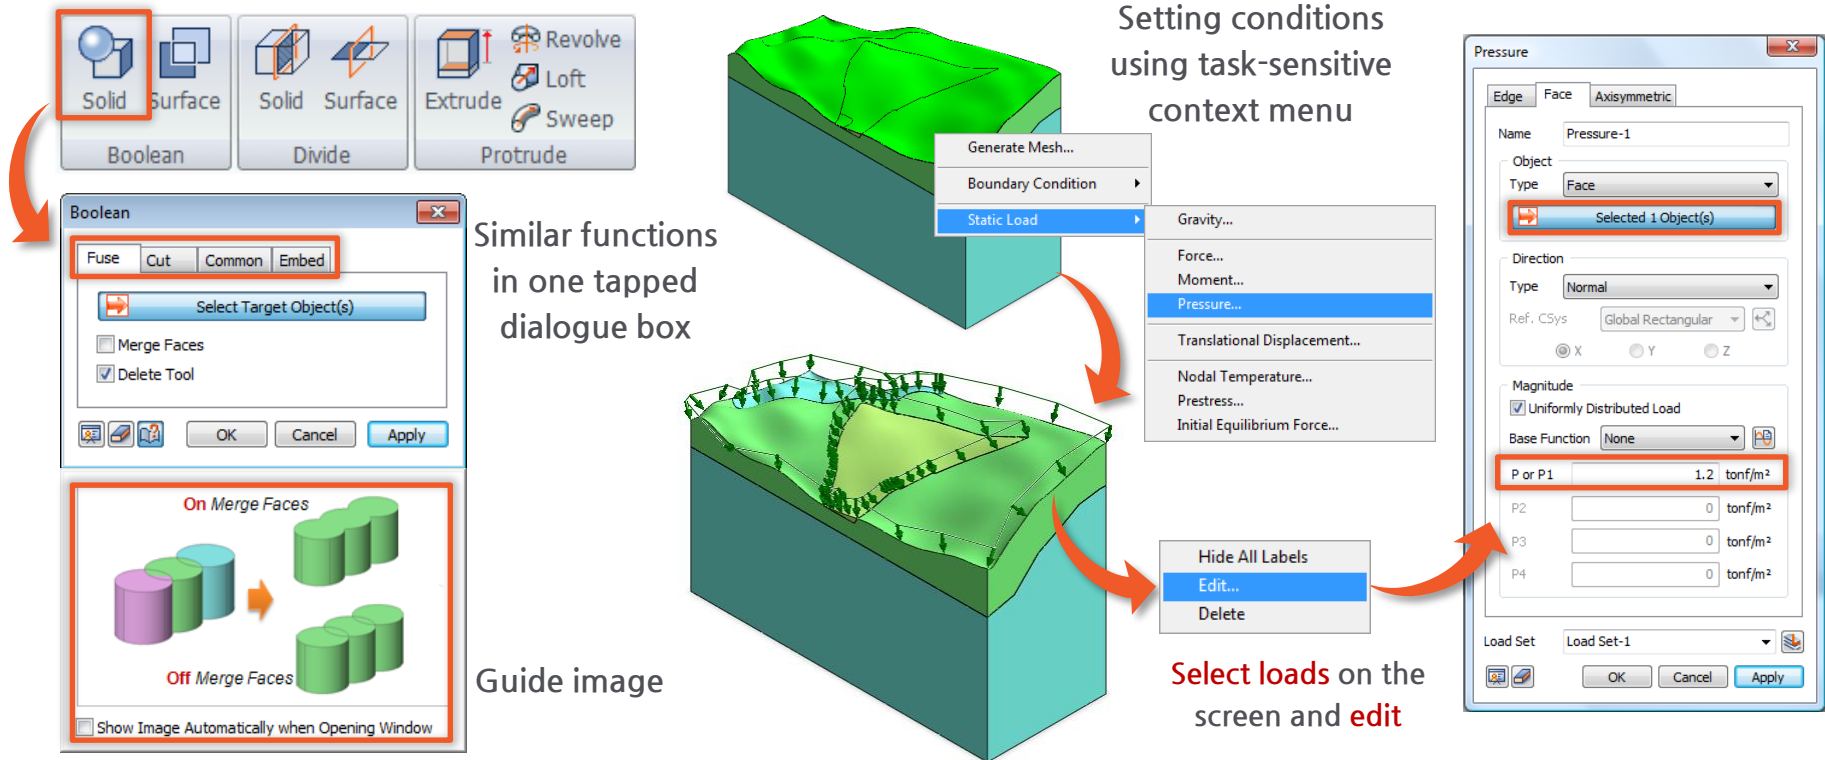 Solid
Surface
Boolean
Solid
Surface
Divide
Extrude
Revolve
Loft
Sweep
Protrude
Boolean
Fuse
Cut
Common
Embed
Select Target Object(s)
Merge Faces
Delete Tool
OK
Cancel
Apply
On Merge Faces
Off Merge Faces
Show Image Automatically when Opening Window
Similar functions
in one tapped
dialogue box
Guide image
Setting conditions
using task-sensitive
context menu
Generate Mesh...
Boundary Condition
Static Load
Gravity...
Force...
Moment...
Pressure...
Translational Displacement...
Nodal Temperature...
Prestress...
Initial Equilibrium Force...
Hide All Labels
Edit...
Delete
Select loads on the
screen and edit
Pressure
Edge
Face
Axisymmetric
Name
Pressure-1
Object
Type
Face
Selected 1 Object(s)
Direction
Type
Normal
Ref. CSys
Global Rectangular
X
Y
Z
Magnitude
Uniformly Distributed Load
Base Function
None
P or P1
1.2
tonf/m²
P2
0
tonf/m²
P3
0
tonf/m²
P4
0
tonf/m²
Load Set
Load Set-1
OK
Cancel
Apply